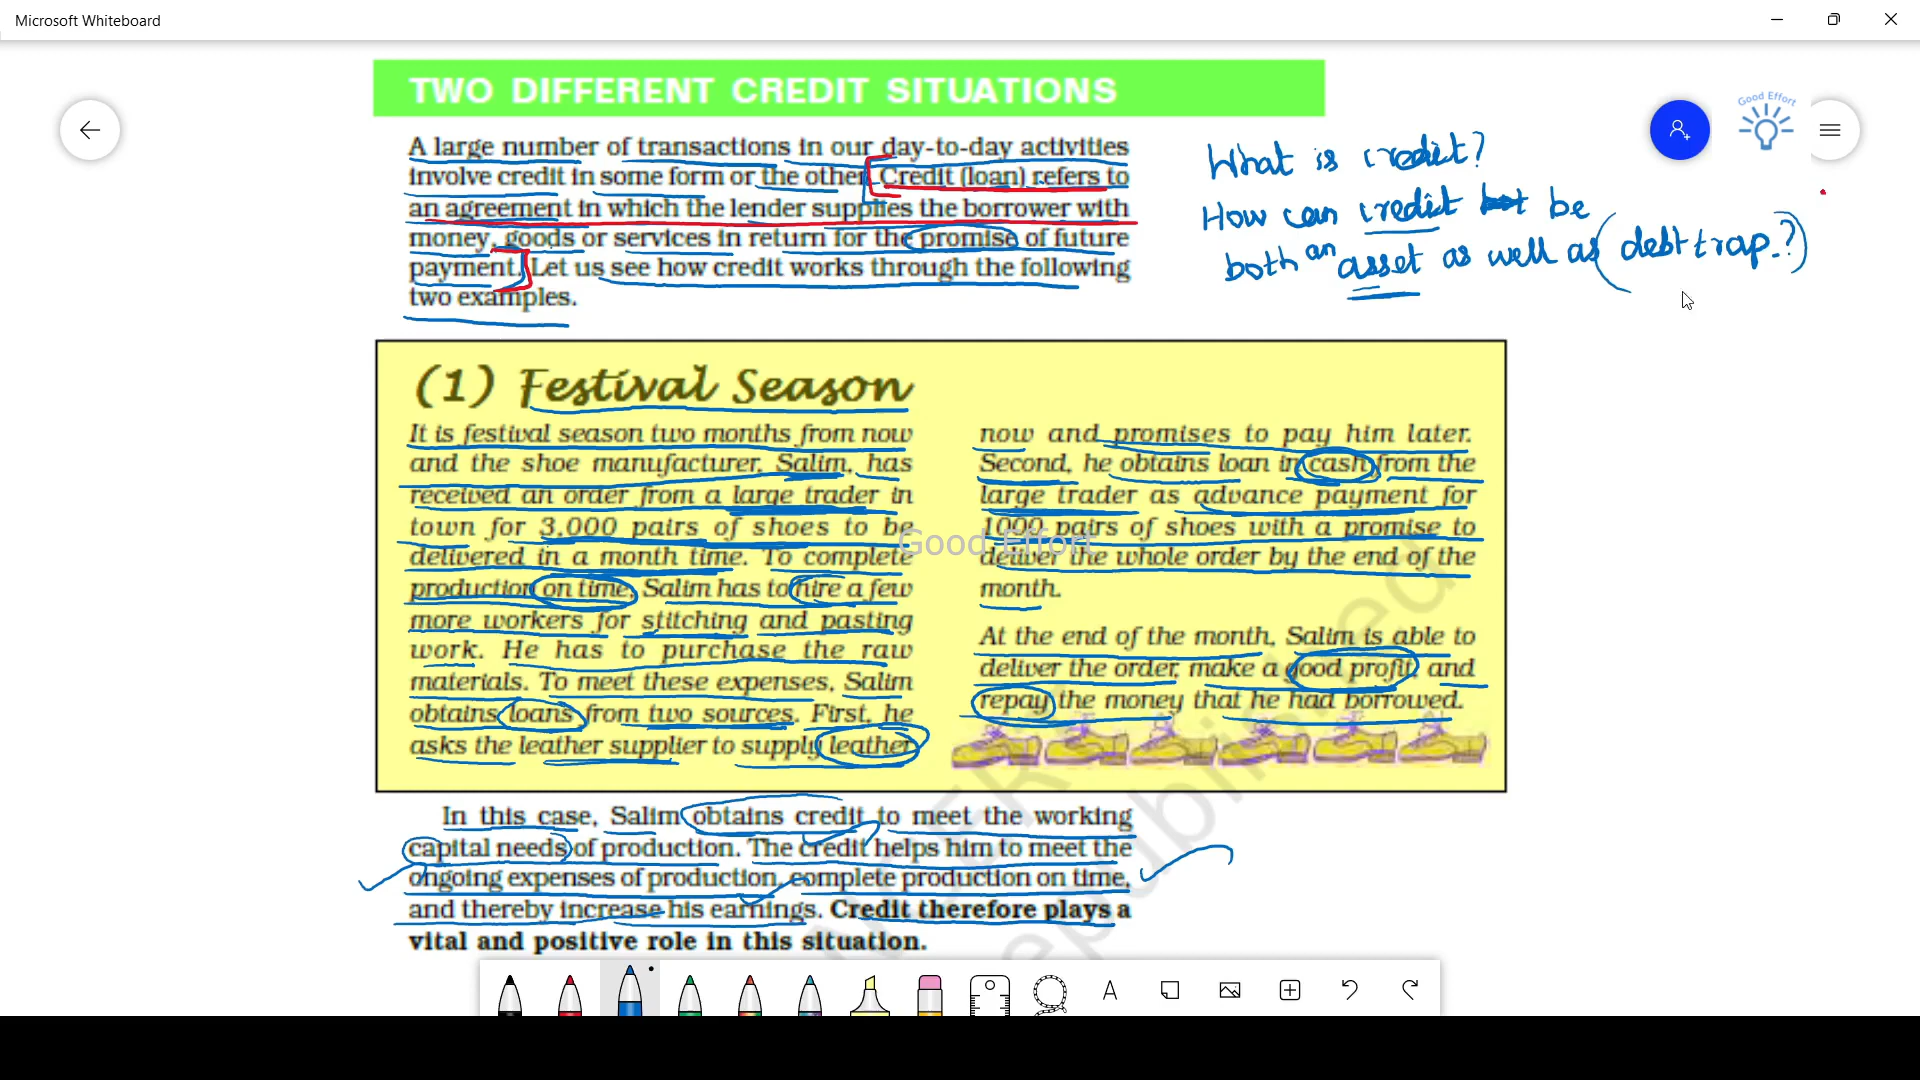 Microsoft Whiteboard
TWO DIFFERENT CREDIT SITUATIONS
A large number of transactions in our day-to-day activities
involve credit in some form or the other. Credit (loan) refers to
an agreement in which the lender supplies the borrower with
money, goods or services in return for the promise of future
payment. Let us see how credit works through the following
two examples.
What is credit?
How can credit be
both an asset as well as (debt trap.?)
Good Effort
(1) Festival Season
It is festival season two months from now
and the shoe manufacturer, Salim, has
received an order from a large trader in
town for 3,000 pairs of shoes to be
delivered in a month time. To complete
production on time, Salim has to hire a few
more workers for stitching and pasting
work. He has to purchase the raw
materials. To meet these expenses, Salim
obtains loans from two sources. First, he
asks the leather supplier to supply leather
now and promises to pay him later.
Second, he obtains loan in cash from the
large trader as advance payment for
1000 pairs of shoes with a promise to
deliver the whole order by the end of the
month.
At the end of the month, Salim is able to
deliver the order, make a good profit, and
repay the money that he had borrowed.
Good Effort
In this case, Salim obtains credit to meet the working
capital needs of production. The credit helps him to meet the
ongoing expenses of production, complete production on time,
and thereby increase his earnings. Credit therefore plays a
vital and positive role in this situation.